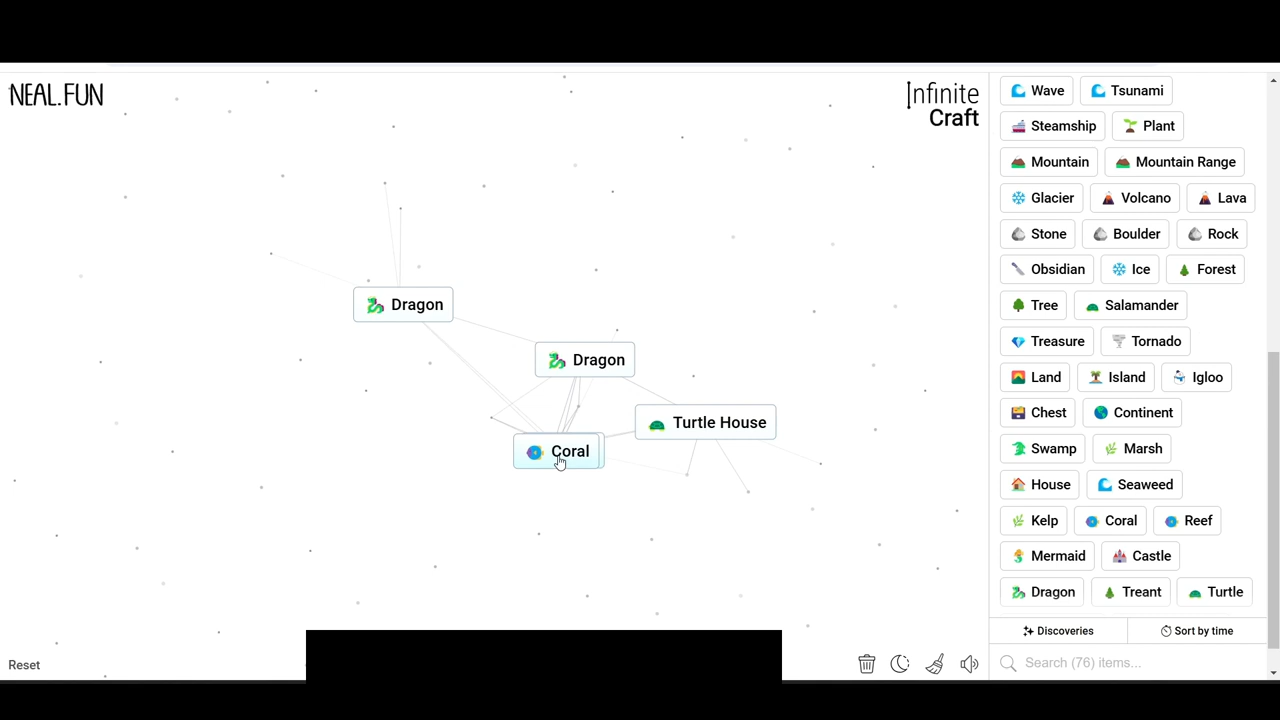 NEAL.FUN
Infinite
Craft
Dragon
Dragon
Turtle House
Coral
Wave Tsunami
Steamship Plant
Mountain Mountain Range
Glacier Volcano Lava
Stone Boulder Rock
Obsidian Ice Forest
Tree Salamander
Treasure Tornado
Land Island Igloo
Chest Continent
Swamp Marsh
House Seaweed
Kelp Coral Reef
Mermaid Castle
Dragon Treant Turtle
Discoveries Sort by time
Search (76) items...
Reset